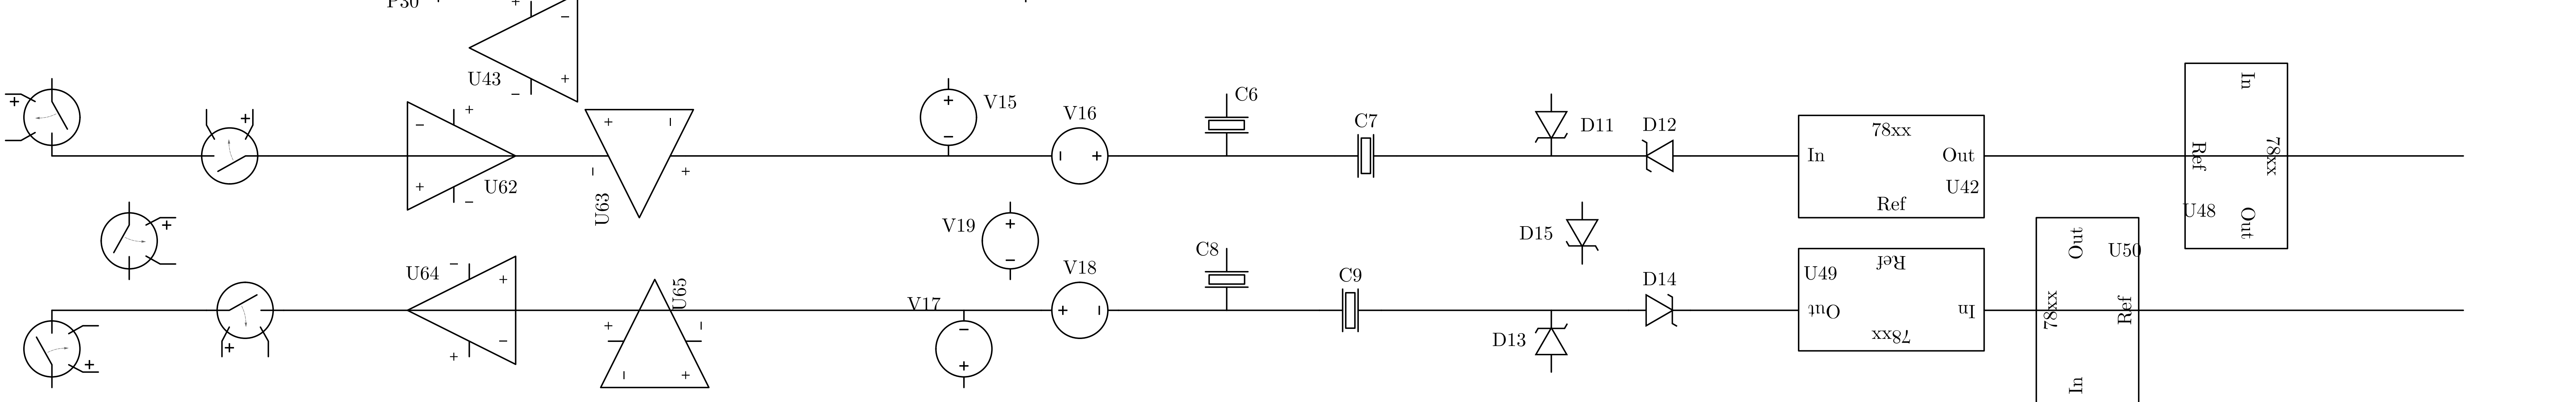 P30
U43
U62
U63
V15
V16
C6
C7
D11
D12
78xx
In
Out
Ref
U42
In
Ref
78xx
Out
U48
U64
U65
V19
V17
V18
C8
C9
D15
D13
D14
U49
Ref
Out
In
78xx
Out
U50
78xx
Ref
In